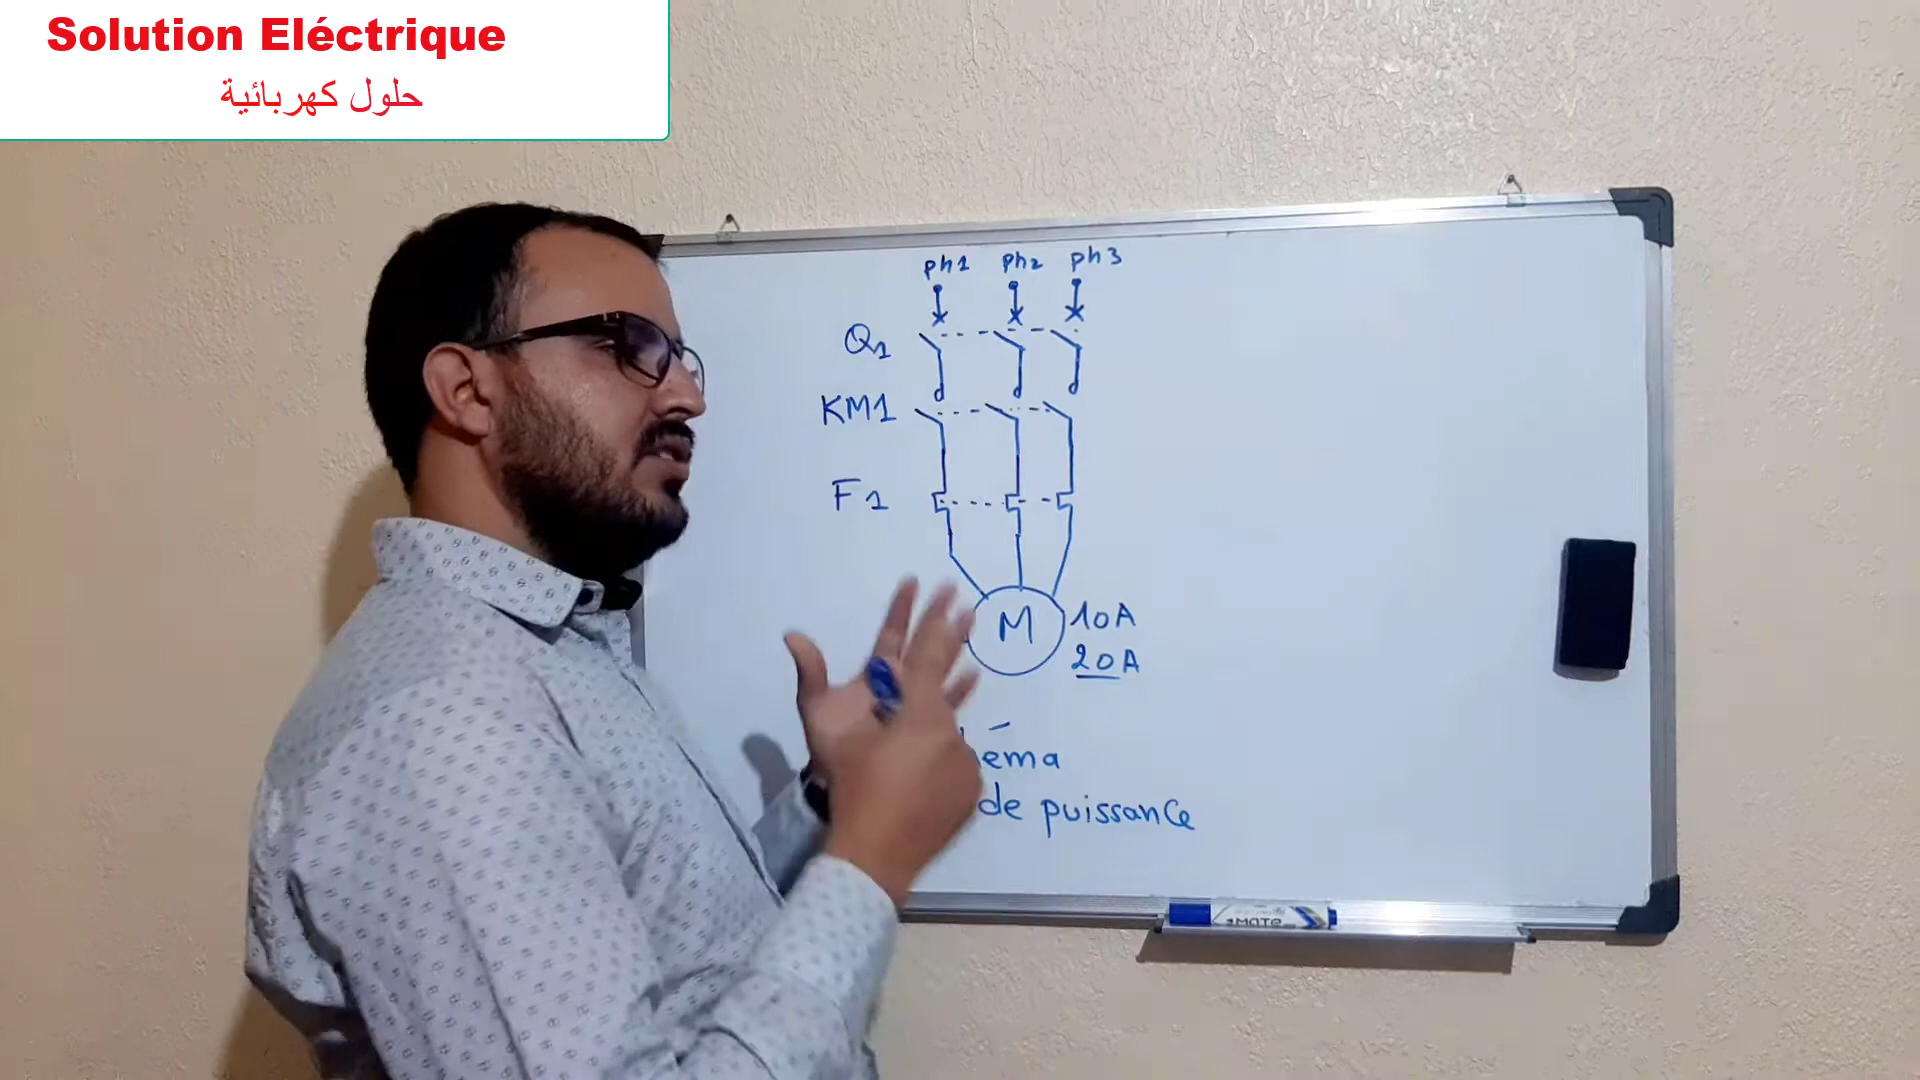 Solution Eléctrique
حلول كهربائية
ph1 ph2 ph3
Q1
KM1
F1
M 10A
20A
héma
de puissance